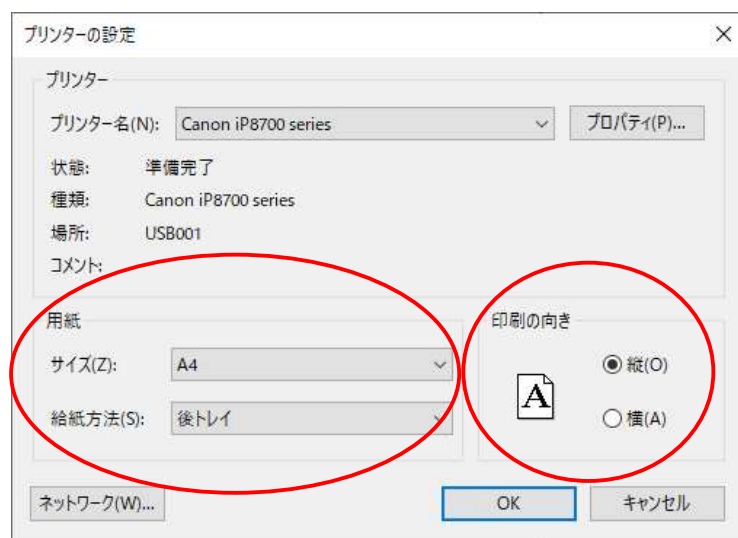 プリンターの設定
プリンター
プリンター名(N): Canon iP8700 series プロパティ(P)...
状態: 準備完了
種類: Canon iP8700 series
場所: USB001
コメント:
用紙
サイズ(Z): A4
給紙方法(S): 後トレイ
印刷の向き
A
縦(O)
横(A)
ネットワーク(W)... OK キャンセル